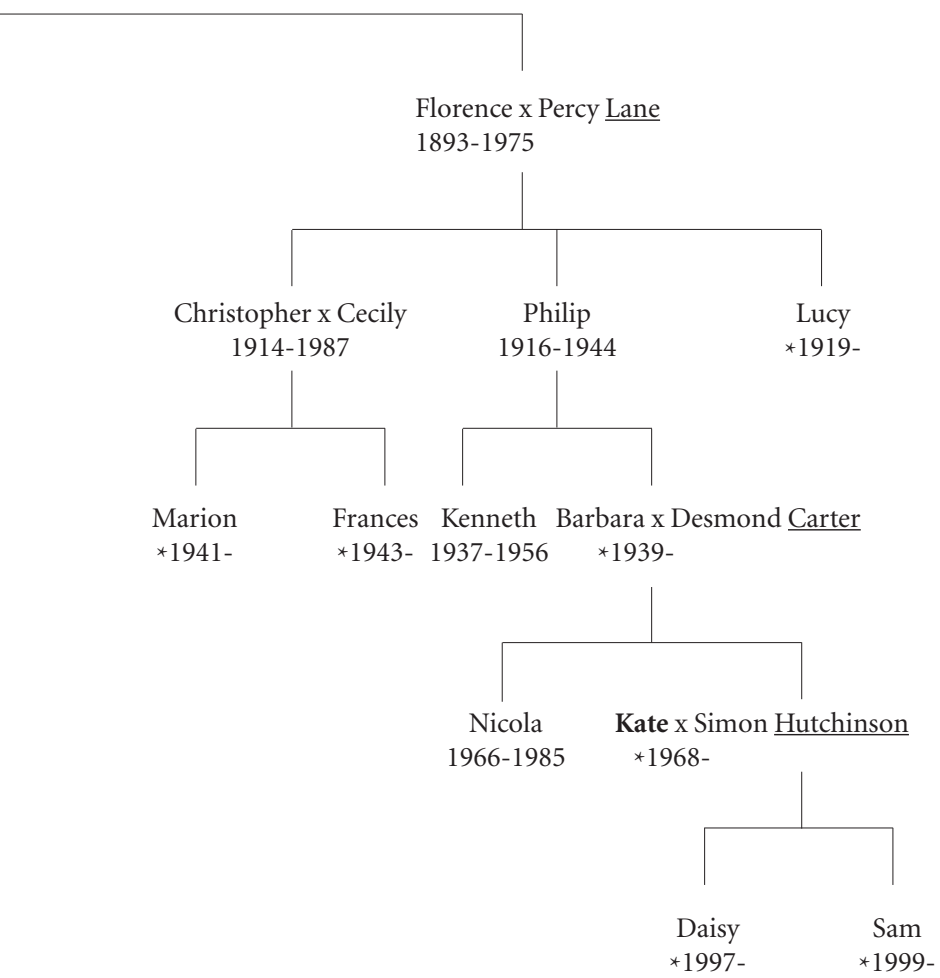 Florence x Percy Lane
1893-1975
Christopher x Cecily Philip Lucy
1914-1987 1916-1944 *1919-
Marion Frances Kenneth Barbara x Desmond Carter
*1941- *1943- 1937-1956 *1939-
Nicola Kate x Simon Hutchinson
1966-1985 *1968-
Daisy Sam
*1997- *1999-